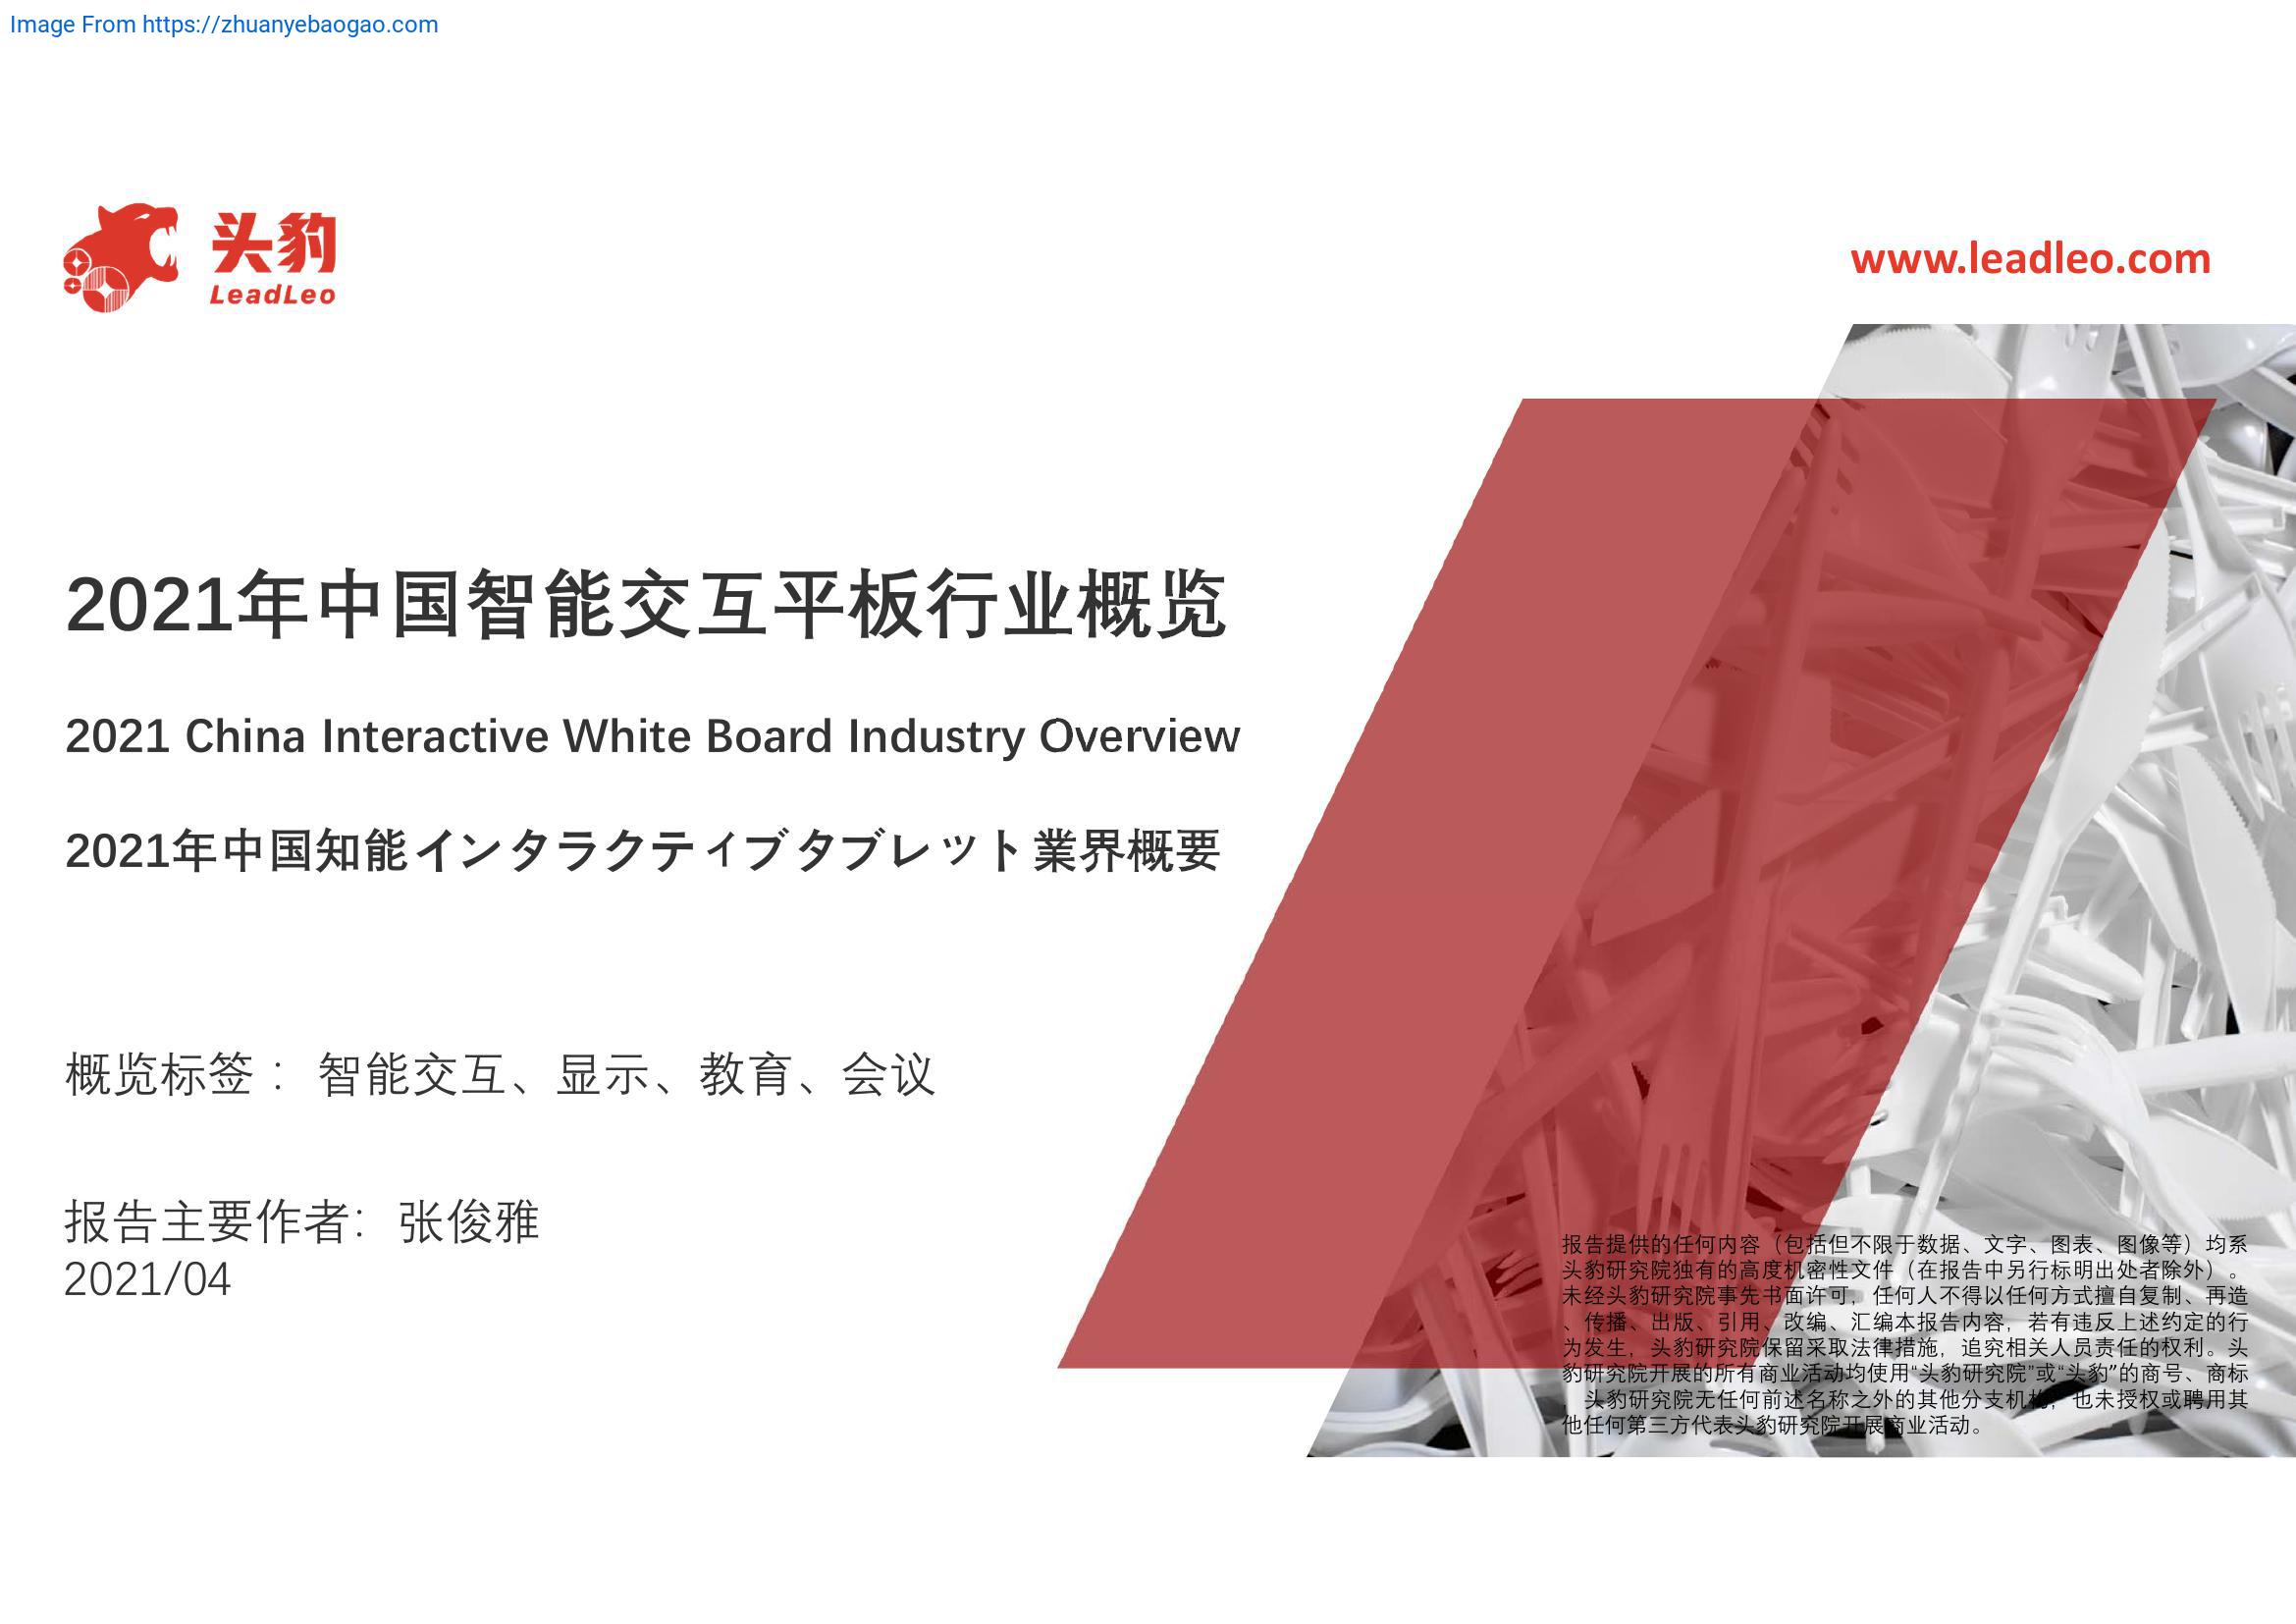 Image From https://zhuanyebaogao.com
头豹
LeadLeo
www.leadleo.com
2021年中国智能交互平板行业概览
2021 China Interactive White Board Industry Overview
2021年中国知能インタラクティブタブレット業界概要
概览标签： 智能交互、显示、教育、会议
报告主要作者：张俊雅
2021/04
报告提供的任何内容（包括但不限于数据、文字、图表、图像等）均系
头豹研究院独有的高度机密性文件（在报告中另行标明出处者除外）。
未经头豹研究院事先书面许可，任何人不得以任何方式擅自复制、再造
、传播、出版、引用、改编、汇编本报告内容，若有违反上述约定的行
为发生，头豹研究院保留采取法律措施，追究相关人员责任的权利。头
豹研究院开展的所有商业活动均使用“头豹研究院”或“头豹”的商号、商标
，头豹研究院无任何前述名称之外的其他分支机构，也未授权或聘用其
他任何第三方代表头豹研究院开展商业活动。